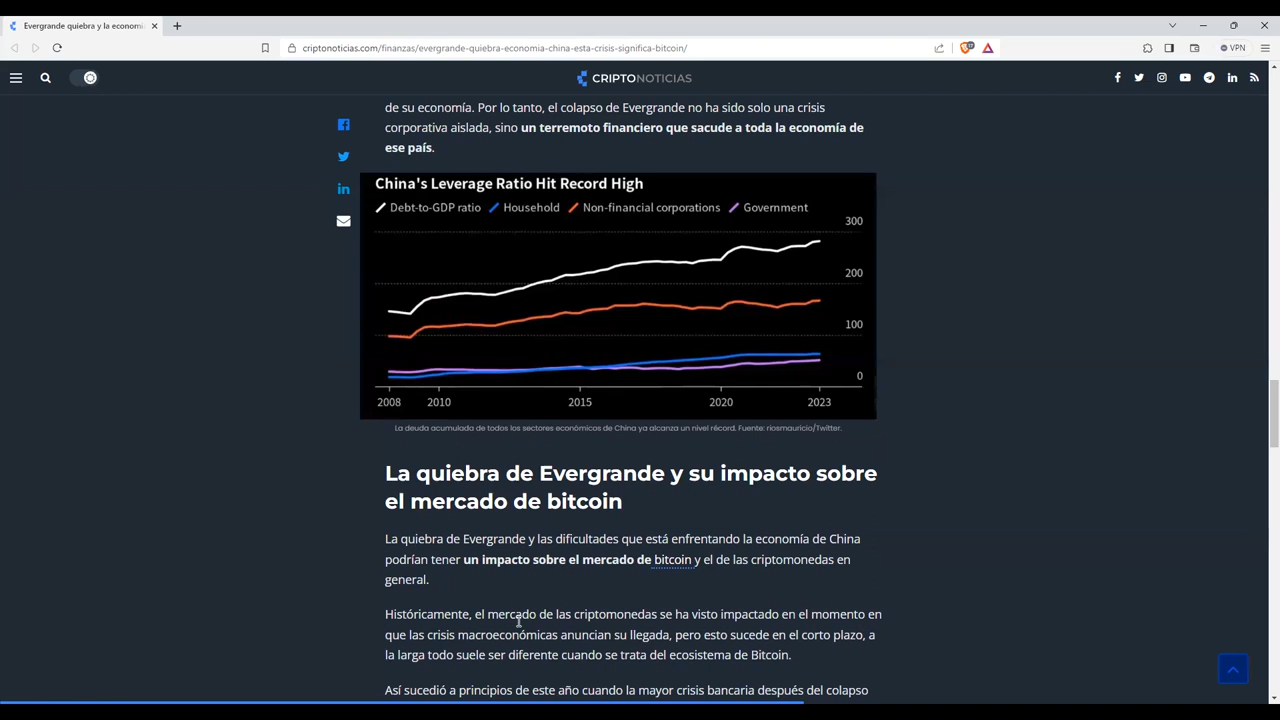 Evergrande quiebra y la economí
criptonoticias.com/finanzas/evergrande-quiebra-economia-china-esta-crisis-significa-bitcoin/
VPN
CRIPTONOTICIAS
de su economía. Por lo tanto, el colapso de Evergrande no ha sido solo una crisis
corporativa aislada, sino un terremoto financiero que sacude a toda la economía de
ese país.
China's Leverage Ratio Hit Record High
Debt-to-GDP ratio Household Non-financial corporations Government
300
200
100
0
2008 2010 2015 2020 2023
La deuda acumulada de todos los sectores económicos de China ya alcanza un nivel récord. Fuente: riosmauricio/Twitter.
La quiebra de Evergrande y su impacto sobre
el mercado de bitcoin
La quiebra de Evergrande y las dificultades que está enfrentando la economía de China
podrían tener un impacto sobre el mercado de bitcoin y el de las criptomonedas en
general.
Históricamente, el mercado de las criptomonedas se ha visto impactado en el momento en
que las crisis macroeconómicas anuncian su llegada, pero esto sucede en el corto plazo, a
la larga todo suele ser diferente cuando se trata del ecosistema de Bitcoin.
Así sucedió a principios de este año cuando la mayor crisis bancaria después del colapso